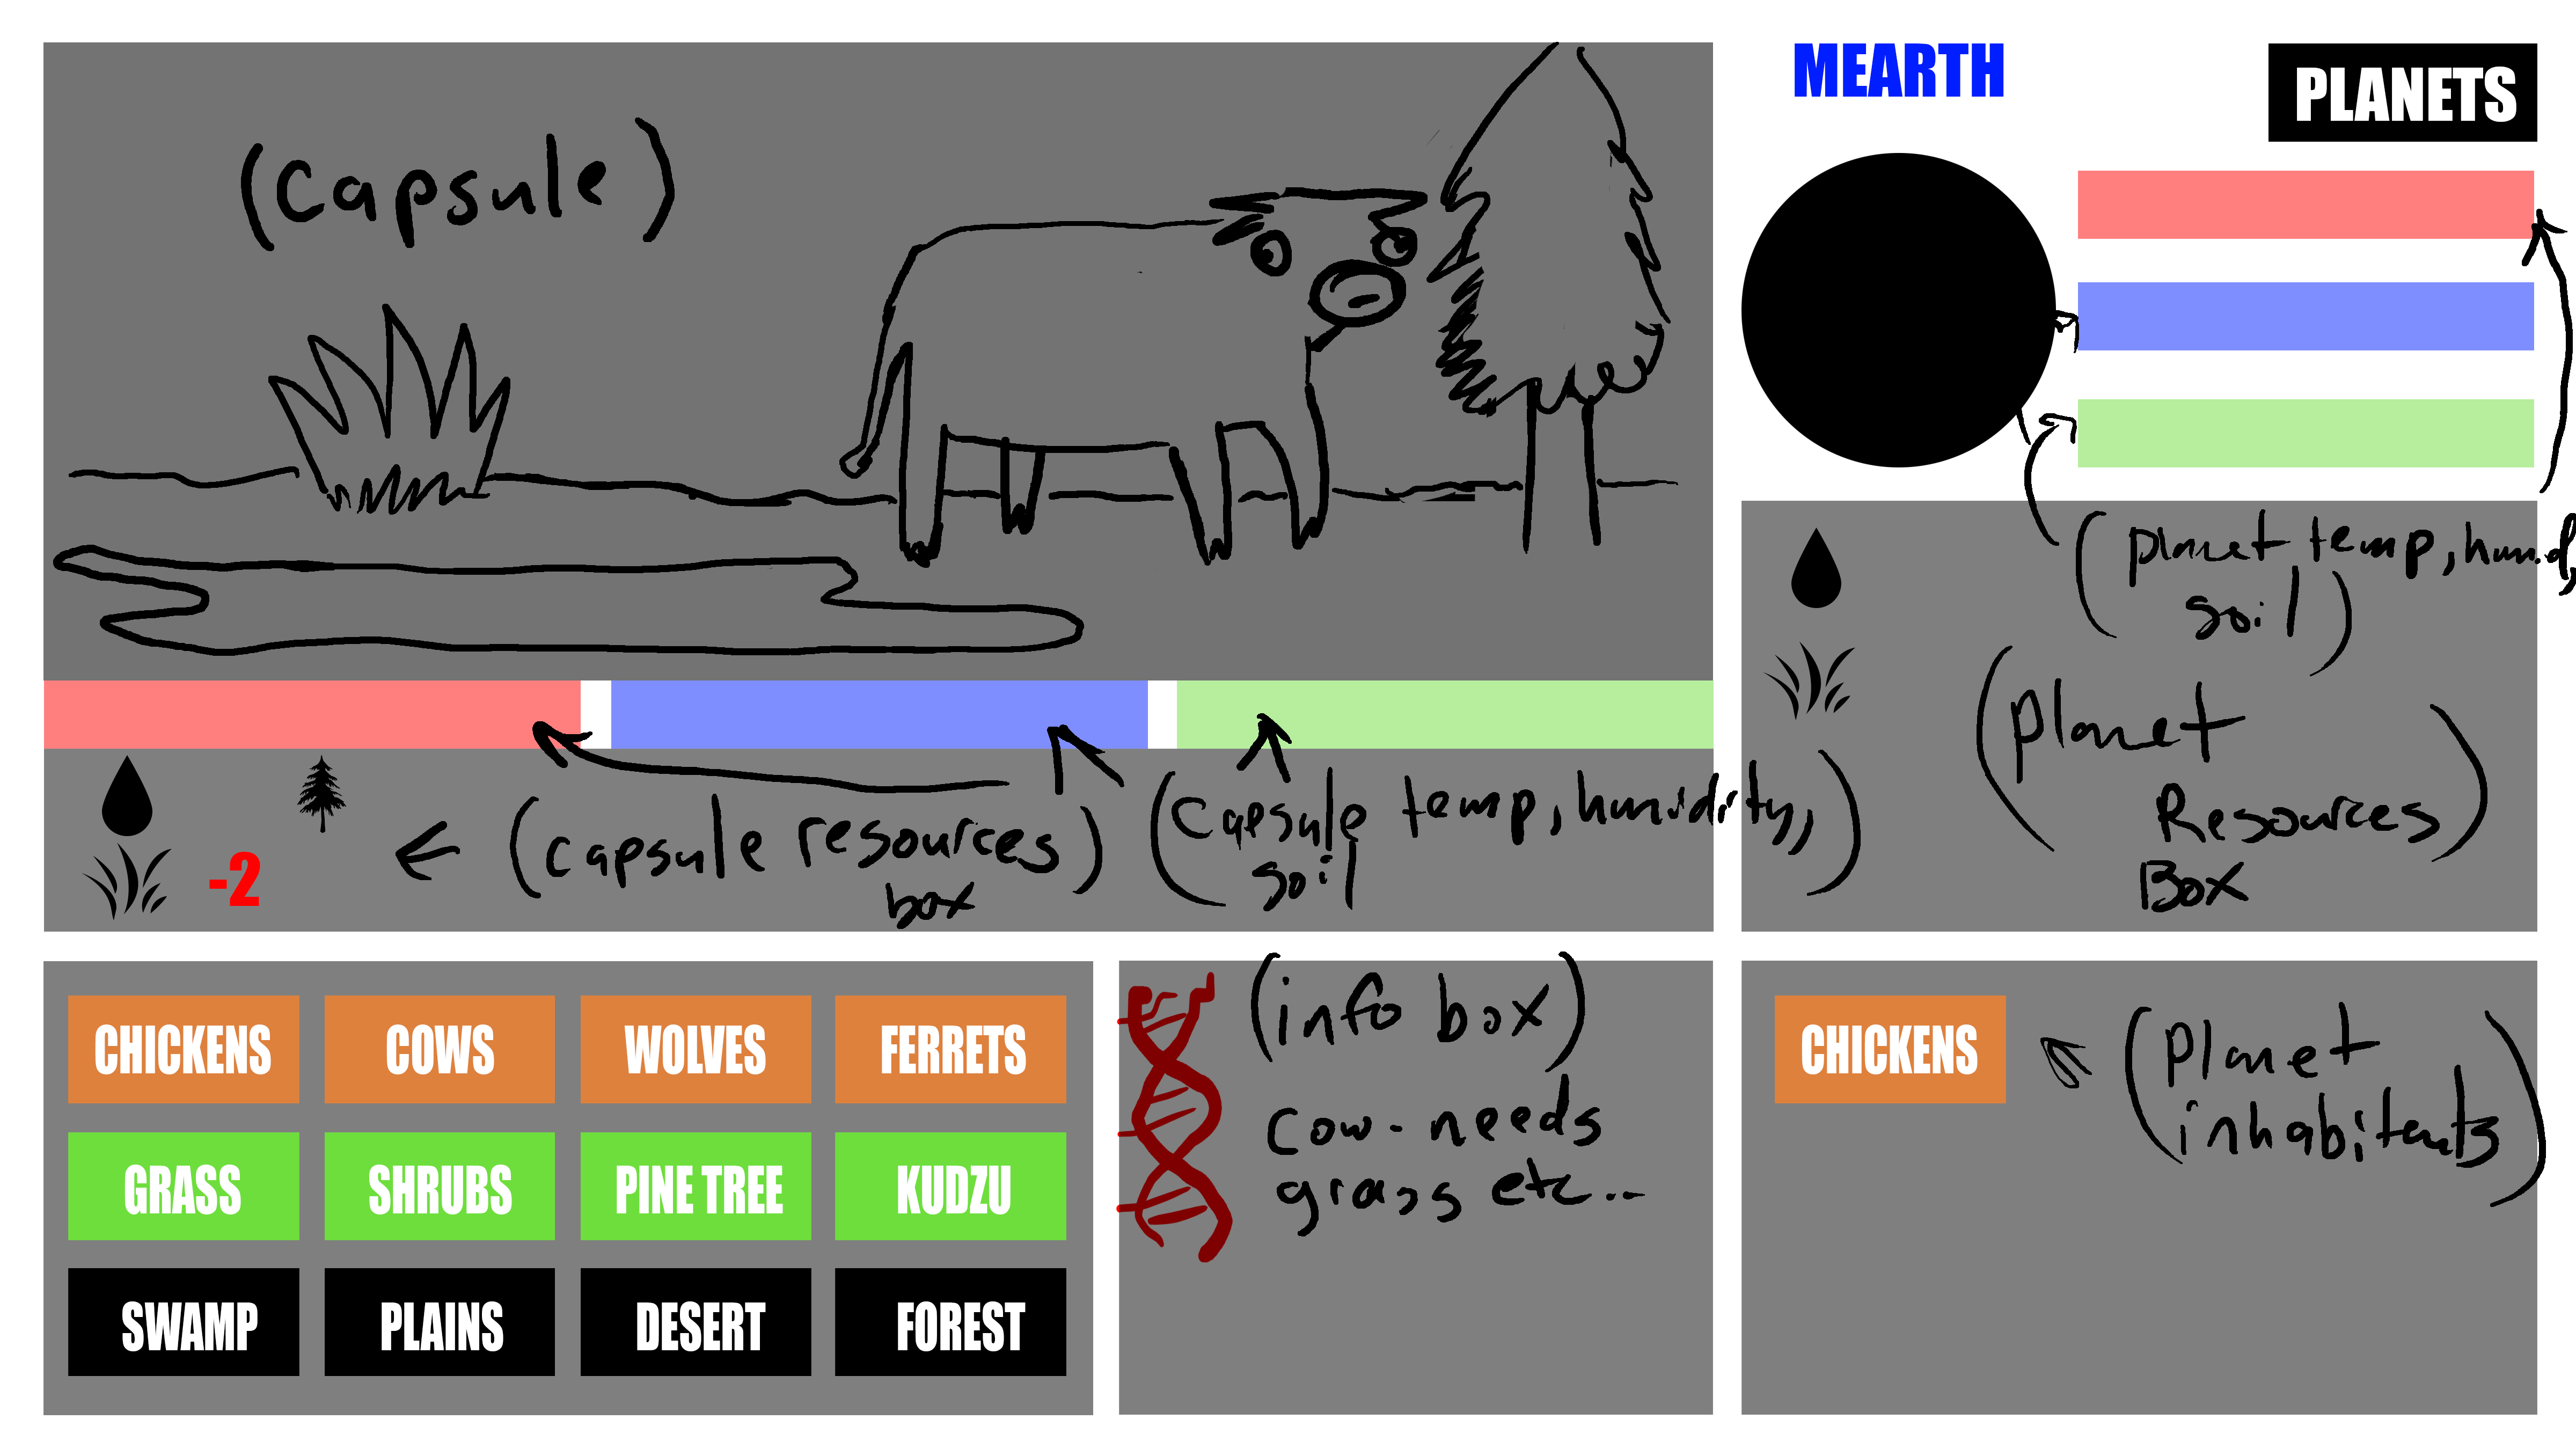 (capsule)
MEARTH
PLANETS
(planet temp, humid,
soil)
(planet
Resources)
Box
-2
(capsule resources)
box
(capsule temp, humidity,
soil)
CHICKENS
COWS
WOLVES
FERRETS
GRASS
SHRUBS
PINE TREE
KUDZU
SWAMP
PLAINS
DESERT
FOREST
(info box)
cow - needs
grass etc...
CHICKENS
(planet
inhabitents)